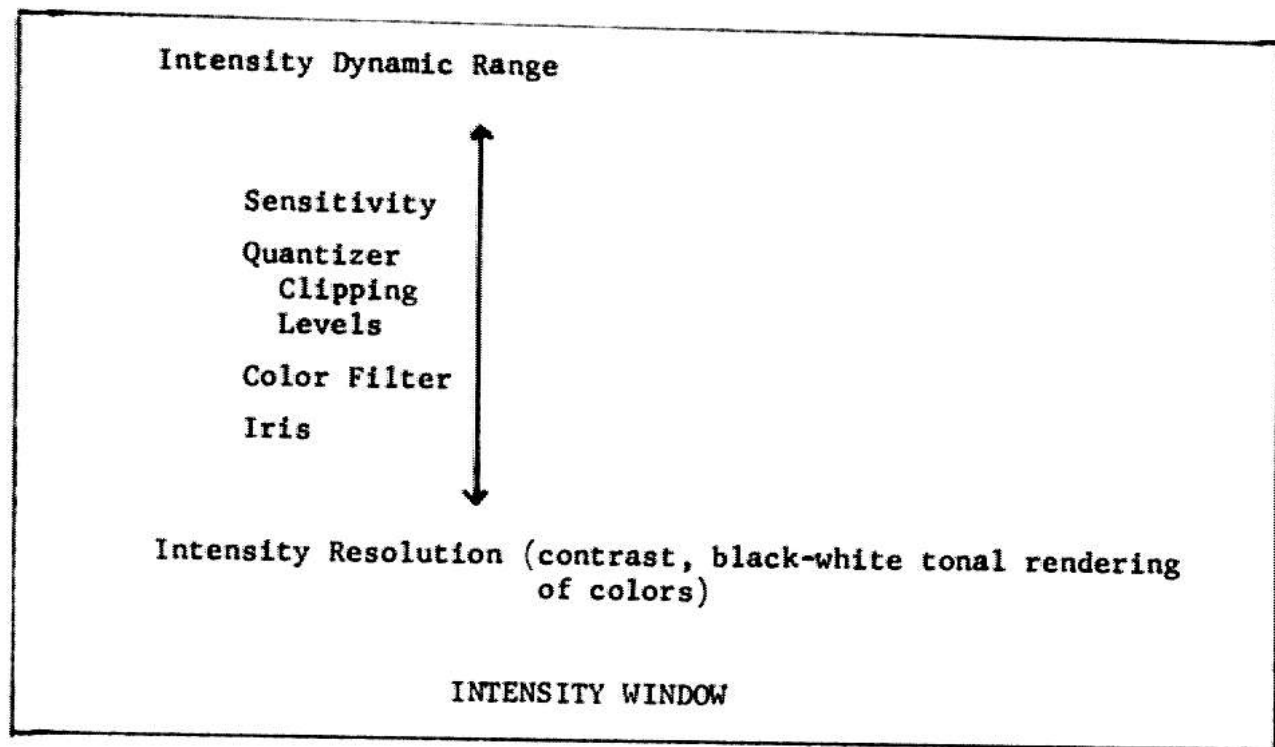 Intensity Dynamic Range
Sensitivity
Quantizer
Clipping
Levels
Color Filter
Iris
Intensity Resolution (contrast, black-white tonal rendering
of colors)
INTENSITY WINDOW